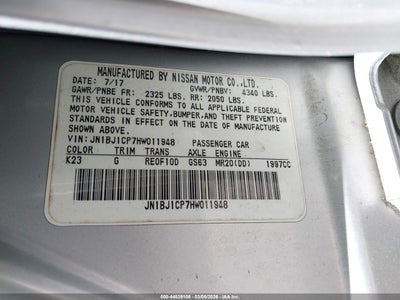 MANUFACTURED BY NISSAN MOTOR CO.,LTD.
DATE: 7/17 GVWR/PNBV: 4340 LBS.
GAWR/PNBE FR: 2325 LBS. RR: 2050 LBS.
THIS VEHICLE CONFORMS TO ALL APPLICABLE FEDERAL
MOTOR VEHICLE SAFETY,BUMPER,AND THEFT PREVENTION
STANDARDS IN EFFECT ON THE DATE OF MANUFACTURE
SHOWN ABOVE.
VIN: JN1BJ1CP7HW011948 PASSENGER CAR
COLOR TRIM TRANS AXLE ENGINE
K23 G RE0F10D GS63 MR20(DD) 1997CC
JN1BJ1CP7HW011948